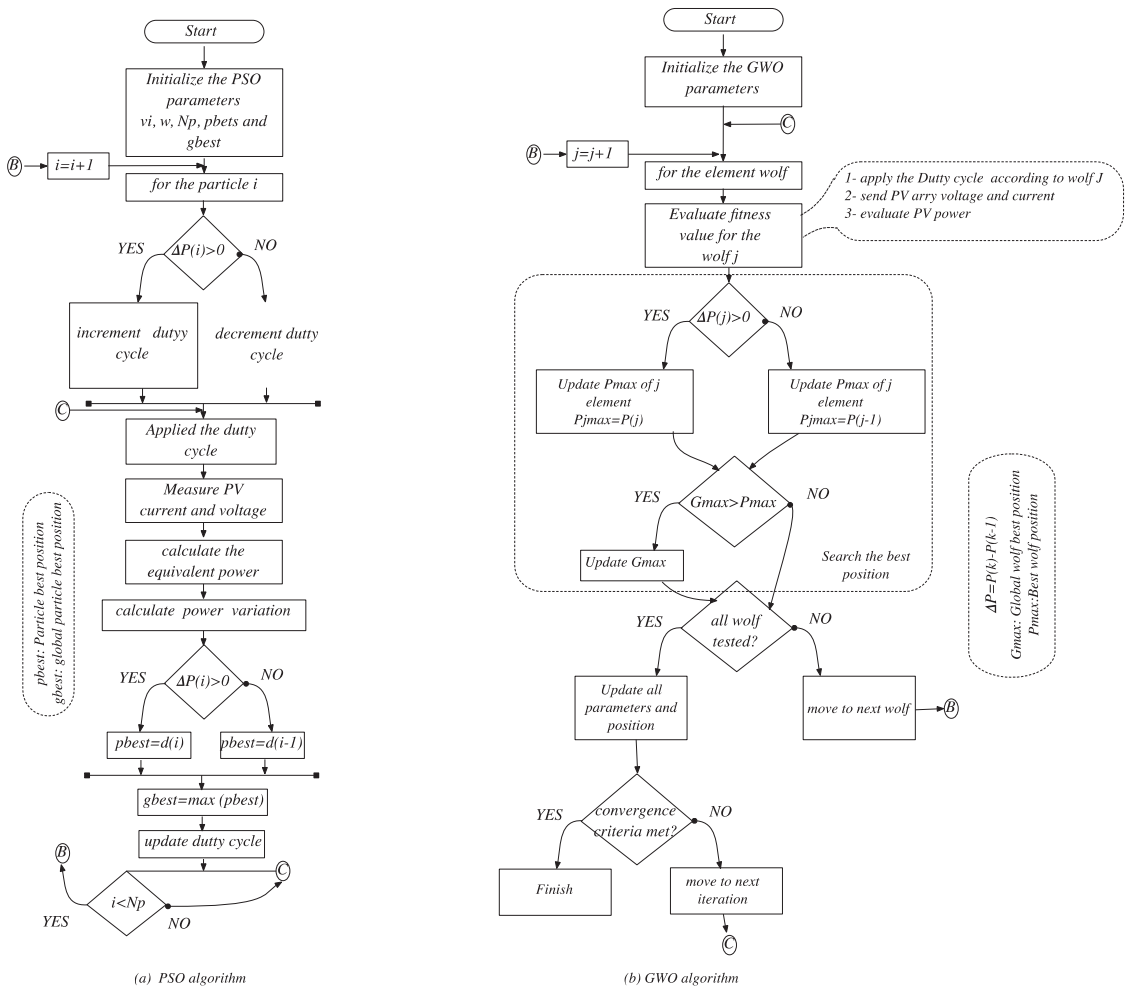 Start
Initialize the PSO
parameters
vi, w, Np, pbets and
gbest
B
i=i+1
for the particle i
YES
ΔP(i)>0
NO
increment dutyy
cycle
decrement dutty
cycle
C
Applied the dutty
cycle
Measure PV
current and voltage
calculate the
equivalent power
calculate power variation
YES
ΔP(i)>0
NO
pbest=d(i)
pbest=d(i-1)
gbest=max (pbest)
update dutty cycle
B
C
i<Np
YES
NO
pbest: Particle best position
gbest: global particle best position
(a) PSO algorithm
Start
Initialize the GWO
parameters
C
B
j=j+1
for the element wolf
Evaluate fitness
value for the
wolf j
1- apply the Dutty cycle according to wolf J
2- send PV arry voltage and current
3- evaluate PV power
YES
ΔP(j)>0
NO
Update Pmax of j
element
Pjmax=P(j)
Update Pmax of j
element
Pjmax=P(j-1)
YES
Gmax>Pmax
NO
Update Gmax
Search the best
position
YES
all wolf
tested?
NO
Update all
parameters and
position
move to next wolf
B
YES
convergence
criteria met?
NO
Finish
move to next
iteration
C
ΔP=P(k)-P(k-1)
Gmax: Global wolf best position
Pmax:Best wolf position
(b) GWO algorithm